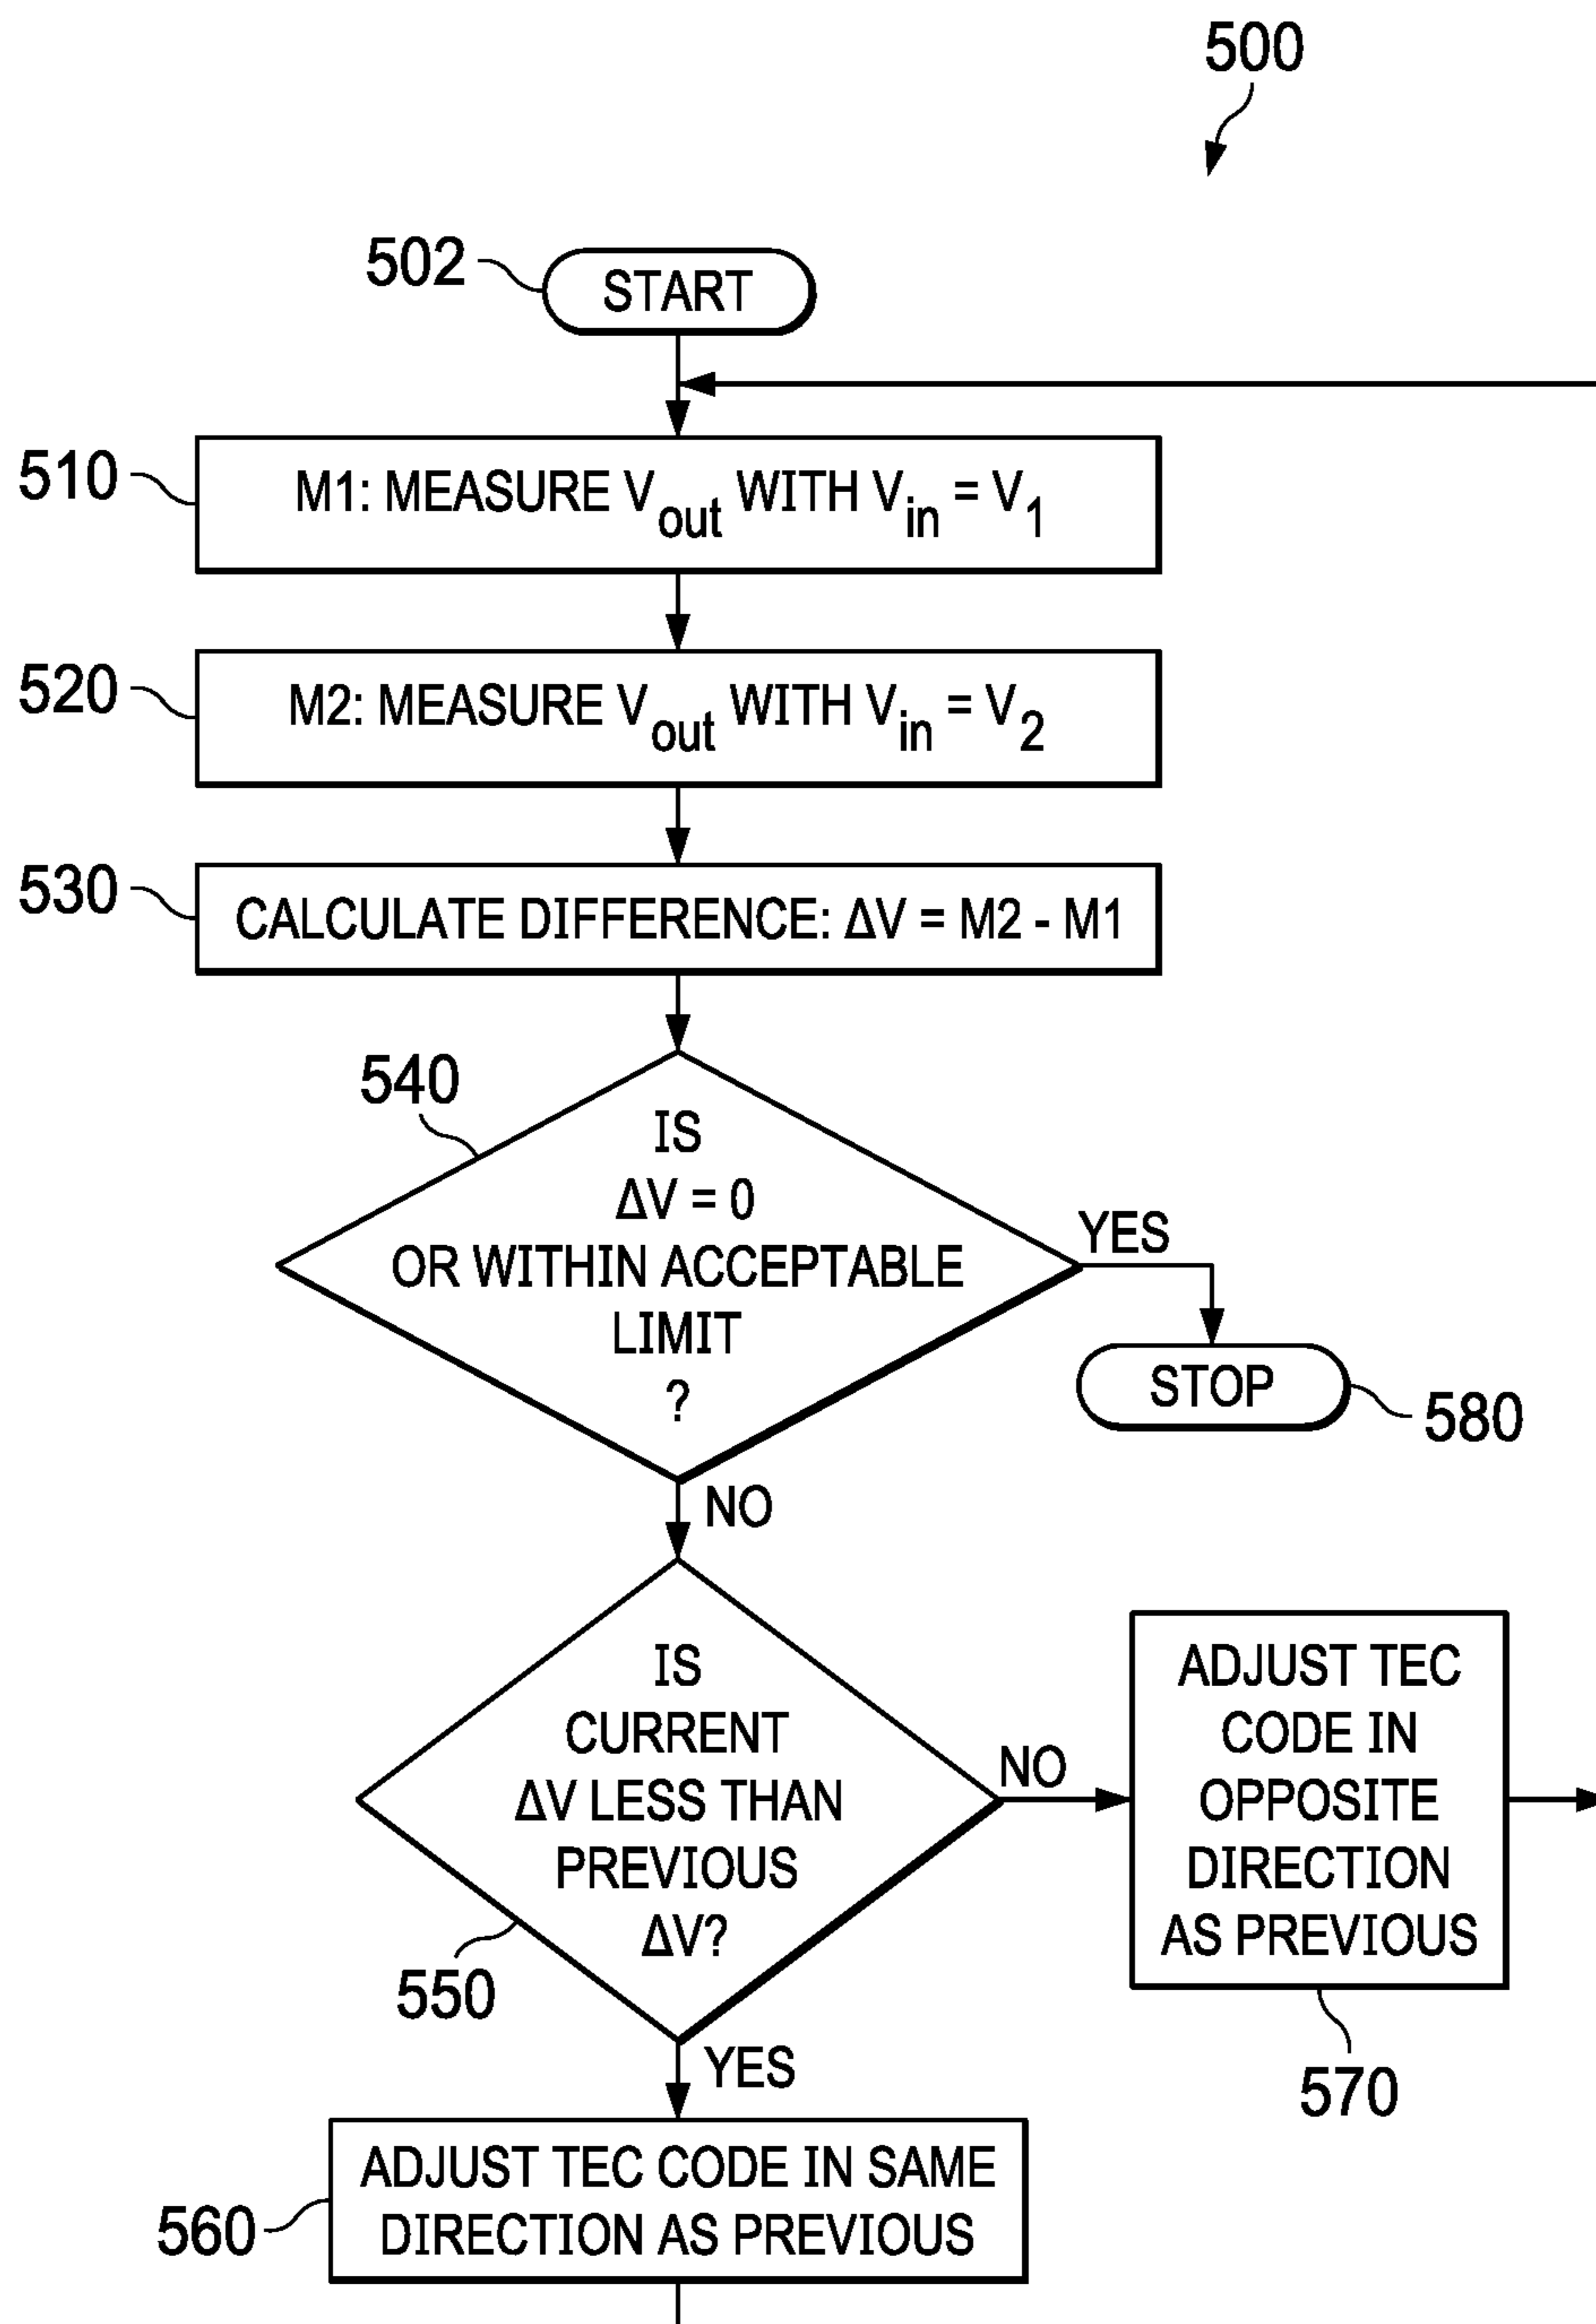 500
502
START
510
M1: MEASURE Vout WITH Vin = V1
520
M2: MEASURE Vout WITH Vin = V2
530
CALCULATE DIFFERENCE: ΔV = M2 - M1
540
IS
ΔV = 0
OR WITHIN ACCEPTABLE
LIMIT
?
YES
STOP
580
NO
IS
CURRENT
ΔV LESS THAN
PREVIOUS
ΔV?
550
NO
ADJUST TEC
CODE IN
OPPOSITE
DIRECTION
AS PREVIOUS
570
YES
ADJUST TEC CODE IN SAME
DIRECTION AS PREVIOUS
560